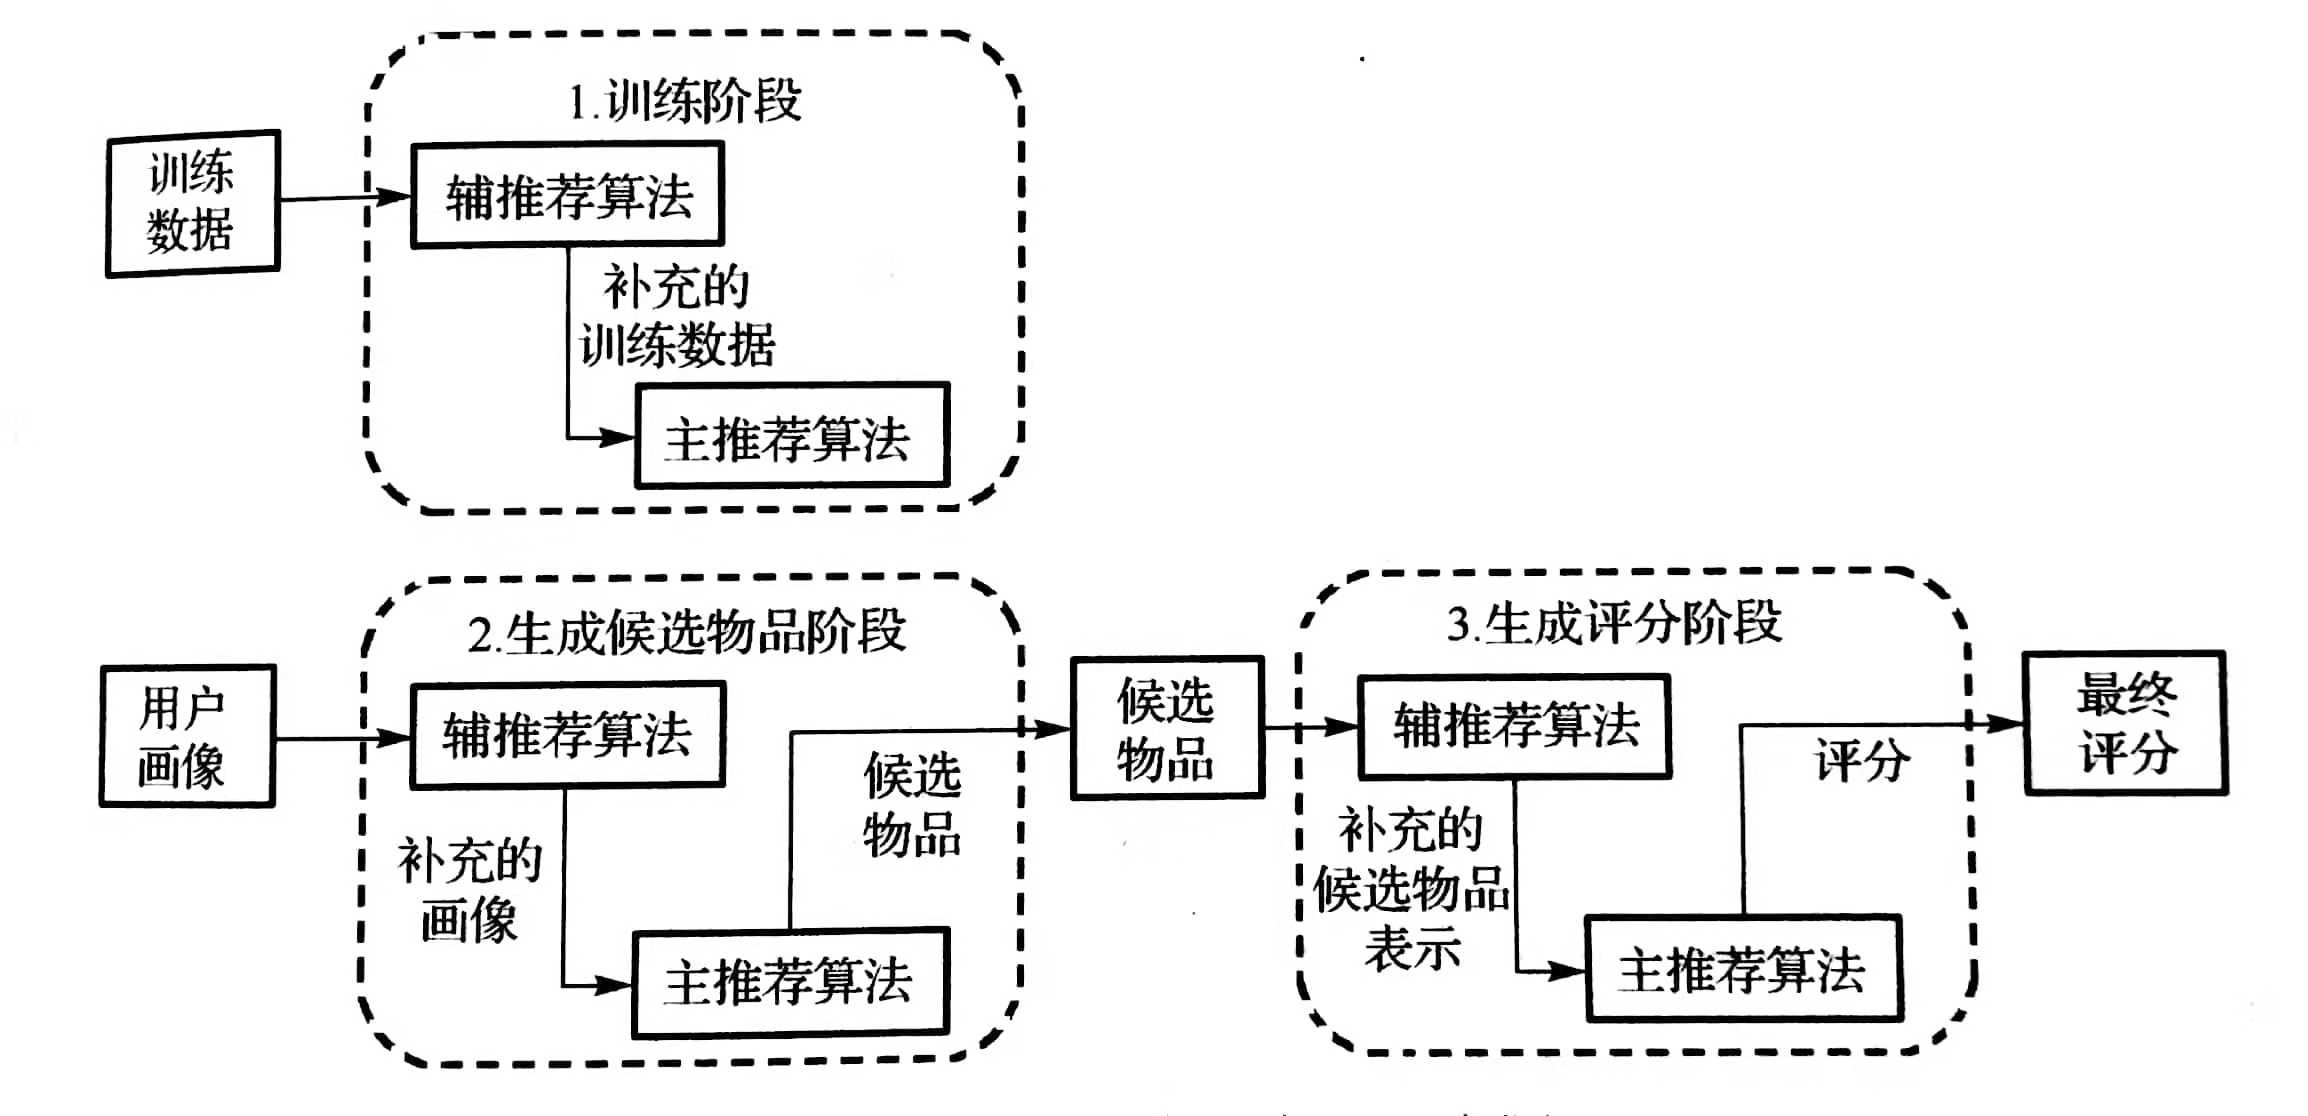 1.训练阶段
训练
数据
辅推荐算法
补充的
训练数据
主推荐算法
2.生成候选物品阶段
用户
画像
辅推荐算法
补充的
画像
主推荐算法
候选
物品
候选
物品
3.生成评分阶段
辅推荐算法
补充的
候选物品
表示
主推荐算法
评分
最终
评分